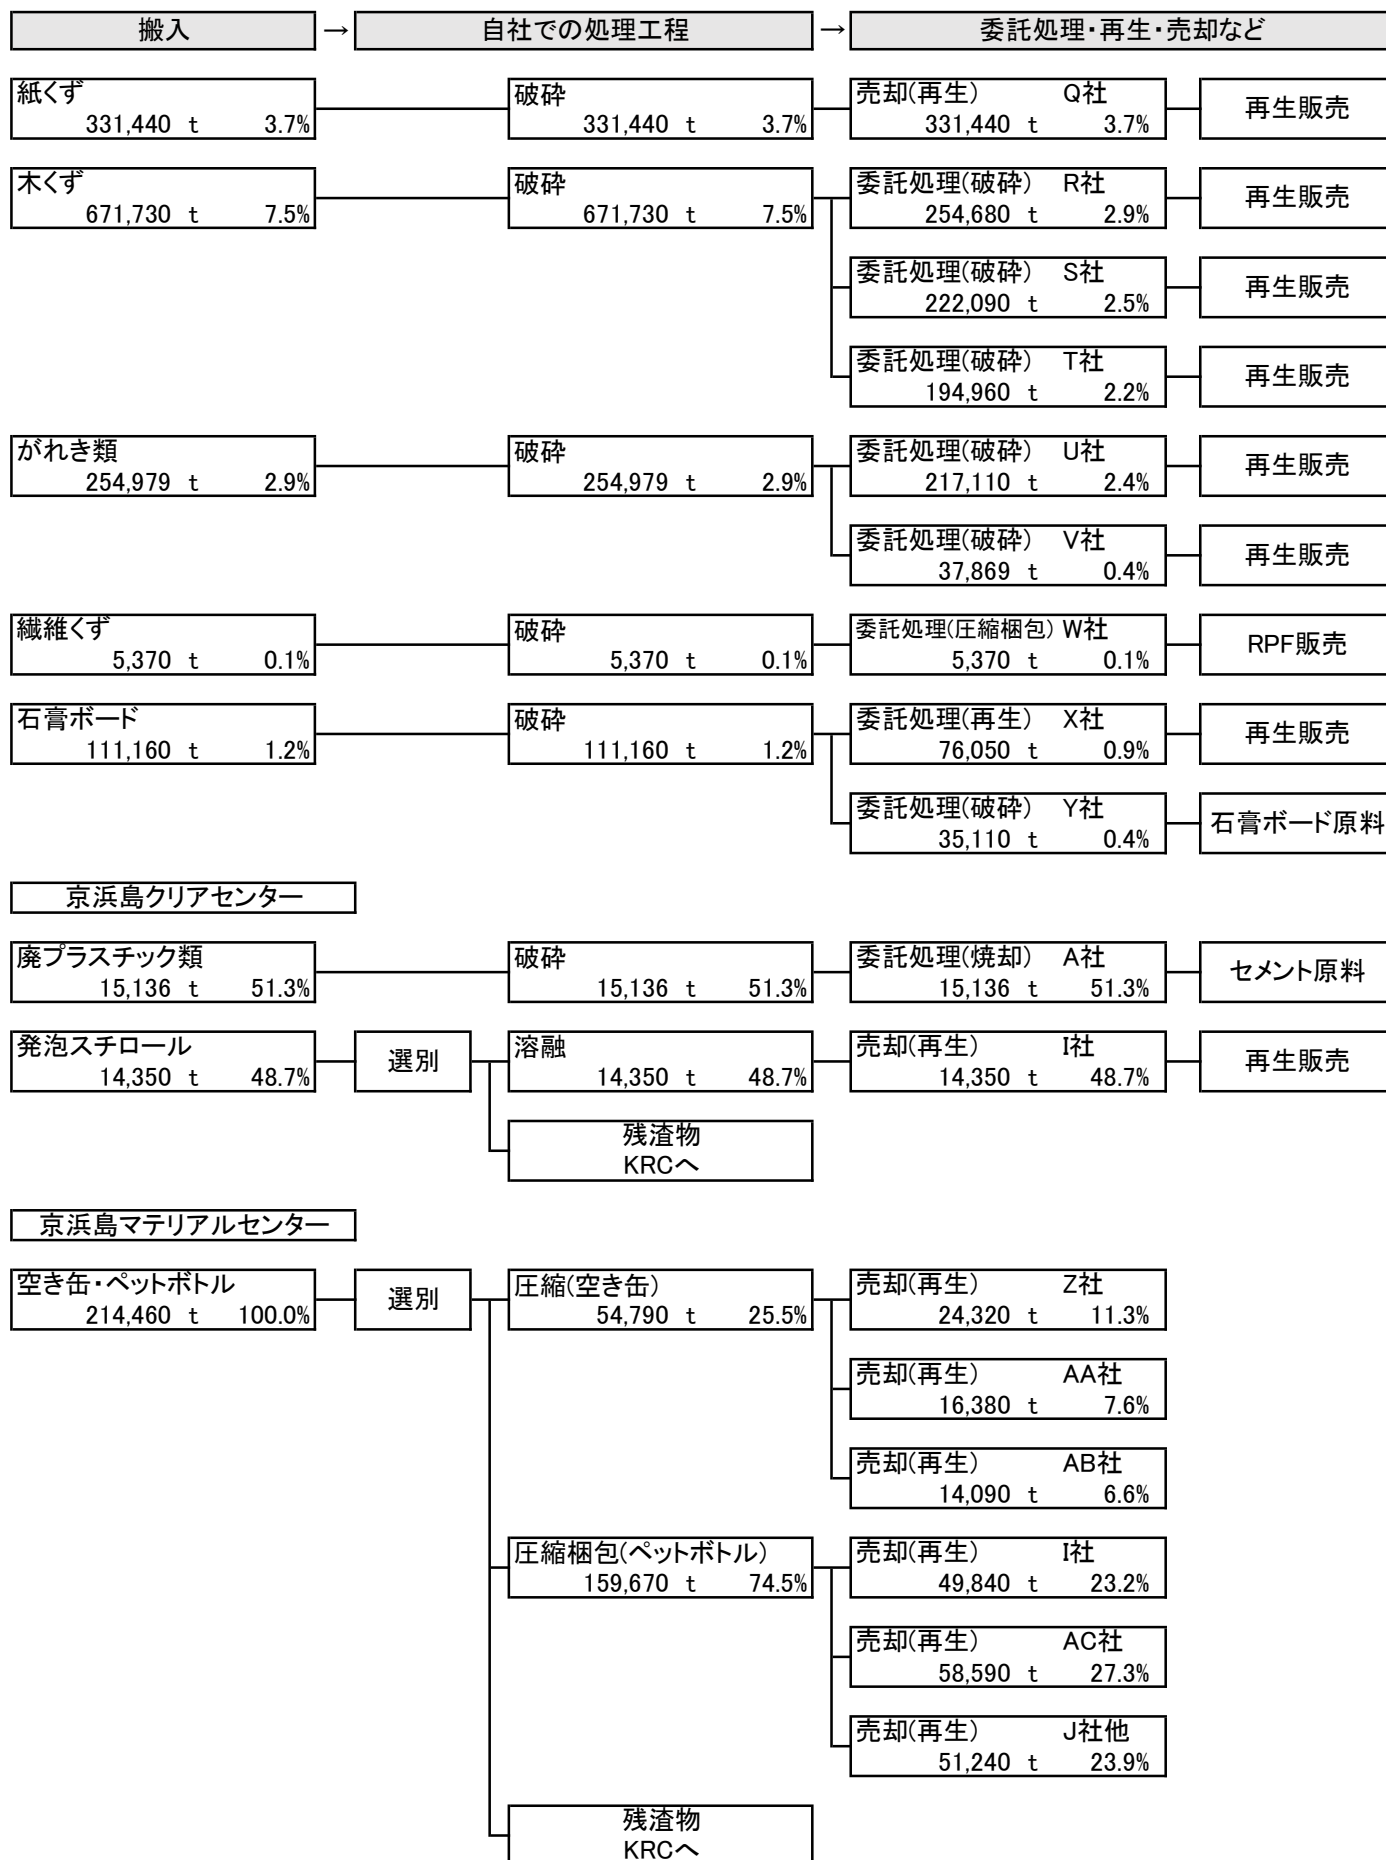 搬入 → 自社での処理工程 → 委託処理・再生・売却など
紙くず 破砕 売却(再生) Q社 再生販売
331,440 t 3.7% 331,440 t 3.7% 331,440 t 3.7%
木くず 破砕 委託処理(破砕) R社 再生販売
671,730 t 7.5% 671,730 t 7.5% 254,680 t 2.9%
委託処理(破砕) S社 再生販売
222,090 t 2.5%
委託処理(破砕) T社 再生販売
194,960 t 2.2%
がれき類 破砕 委託処理(破砕) U社 再生販売
254,979 t 2.9% 254,979 t 2.9% 217,110 t 2.4%
委託処理(破砕) V社 再生販売
37,869 t 0.4%
繊維くず 破砕 委託処理(圧縮梱包) W社 RPF販売
5,370 t 0.1% 5,370 t 0.1% 5,370 t 0.1%
石膏ボード 破砕 委託処理(再生) X社 再生販売
111,160 t 1.2% 111,160 t 1.2% 76,050 t 0.9%
委託処理(破砕) Y社 石膏ボード原料
35,110 t 0.4%
京浜島クリアセンター
廃プラスチック類 破砕 委託処理(焼却) A社 セメント原料
15,136 t 51.3% 15,136 t 51.3% 15,136 t 51.3%
発泡スチロール 選別 溶融 売却(再生) I社 再生販売
14,350 t 48.7% 14,350 t 48.7% 14,350 t 48.7%
残渣物
KRCへ
京浜島マテリアルセンター
空き缶・ペットボトル 選別 圧縮(空き缶) 売却(再生) Z社
214,460 t 100.0% 54,790 t 25.5% 24,320 t 11.3%
売却(再生) AA社
16,380 t 7.6%
売却(再生) AB社
14,090 t 6.6%
圧縮梱包(ペットボトル) 売却(再生) I社
159,670 t 74.5% 49,840 t 23.2%
売却(再生) AC社
58,590 t 27.3%
売却(再生) J社他
51,240 t 23.9%
残渣物
KRCへ